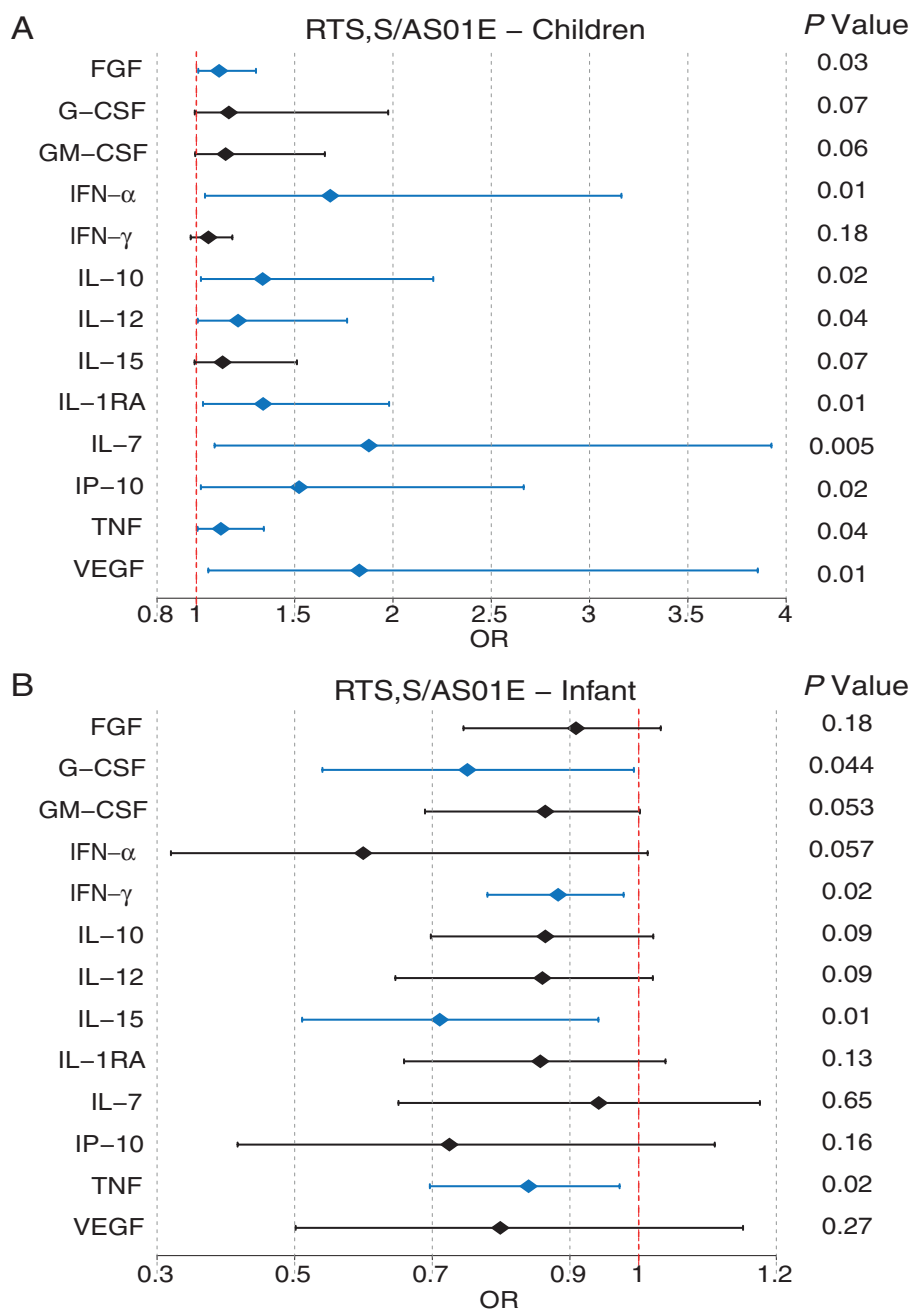 A RTS,S/AS01E – Children P Value
FGF 0.03
G–CSF 0.07
GM–CSF 0.06
IFN–α 0.01
IFN–γ 0.18
IL–10 0.02
IL–12 0.04
IL–15 0.07
IL–1RA 0.01
IL–7 0.005
IP–10 0.02
TNF 0.04
VEGF 0.01
0.8 1 1.5 2 2.5 3 3.5 4
OR
B RTS,S/AS01E – Infant P Value
FGF 0.18
G–CSF 0.044
GM–CSF 0.053
IFN–α 0.057
IFN–γ 0.02
IL–10 0.09
IL–12 0.09
IL–15 0.01
IL–1RA 0.13
IL–7 0.65
IP–10 0.16
TNF 0.02
VEGF 0.27
0.3 0.5 0.7 0.9 1 1.2
OR